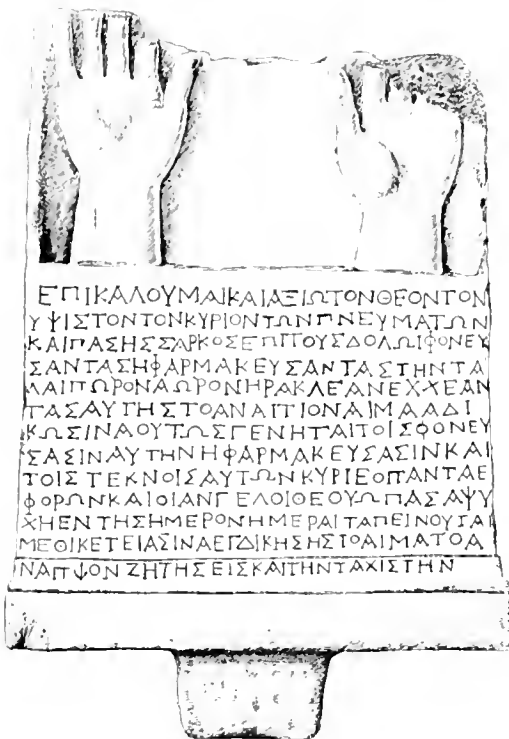 ΕΠΙΚΑΛΟΥΜΑΙΚΑΙΑΞΙΩΤΟΝΘΕΟΝΤΟΝ
ΥΨΙΣΤΟΝΤΟΝΚΥΡΙΟΝΤΩΝΠΝΕΥΜΑΤΩΝ
ΚΑΙΠΑΣΗΣΣΑΡΚΟΣΕΠΙΤΟΥΣΔΟΛΩΙΦΟΝΕΥ
ΣΑΝΤΑΣΗΦΑΡΜΑΚΕΥΣΑΝΤΑΣΤΗΝΤΑ
ΛΑΙΠΩΡΟΝΑΩΡΟΝΗΡΑΚΛΕΑΝΕΧΧΕΑΝ
ΤΑΣΑΥΤΗΣΤΟΑΝΑΙΤΙΟΝΑΙΜΑΑΔΙ
ΚΩΣΙΝΑΟΥΤΩΣΓΕΝΗΤΑΙΤΟΙΣΦΟΝΕΥ
ΣΑΣΙΝΑΥΤΗΝΗΦΑΡΜΑΚΕΥΣΑΣΙΝΚΑΙ
ΤΟΙΣΤΕΚΝΟΙΣΑΥΤΩΝΚΥΡΙΕΟΠΑΝΤΑΕ
ΦΟΡΩΝΚΑΙΟΙΑΝΓΕΛΟΙΘΕΟΥΩΠΑΣΑΨΥ
ΧΗΕΝΤΗΣΗΜΕΡΟΝΗΜΕΡΑΙΤΑΠΕΙΝΟΥΤΑΙ
ΜΕΘΙΚΕΤΕΙΑΣΙΝΑΕΓΔΙΚΗΣΗΣΤΟΑΙΜΑΤΟΑ
ΝΑΙΤΙΟΝΖΗΤΗΣΕΙΣΚΑΙΤΗΝΤΑΧΙΣΤΗΝ